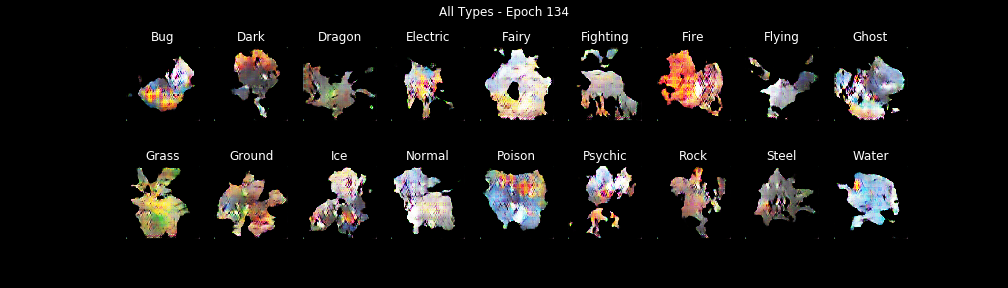 All Types - Epoch 134
Bug Dark Dragon Electric Fairy Fighting Fire Flying Ghost
Grass Ground Ice Normal Poison Psychic Rock Steel Water